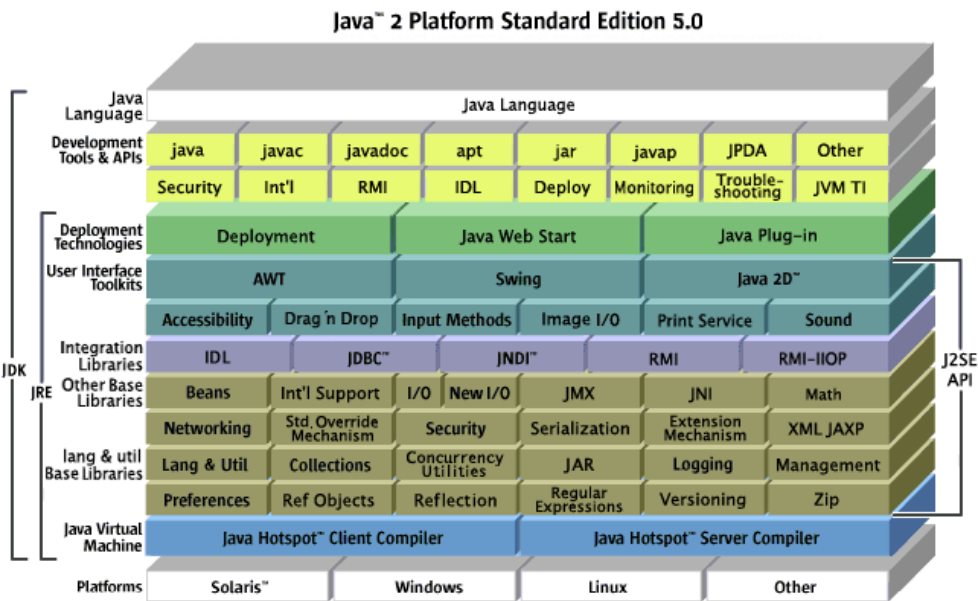 Java™ 2 Platform Standard Edition 5.0
Java
Language
Java Language
Development
Tools & APIs
java javac javadoc apt jar javap JPDA Other
Security Int'l RMI IDL Deploy Monitoring Trouble-
shooting JVM TI
Deployment
Technologies
Deployment Java Web Start Java Plug-in
User Interface
Toolkits
AWT Swing Java 2D™
Accessibility Drag 'n Drop Input Methods Image I/O Print Service Sound
Integration
Libraries
IDL JDBC™ JNDI™ RMI RMI-IIOP
JDK
JRE
J2SE
API
Other Base
Libraries
Beans Int'l Support I/O New I/O JMX JNI Math
Networking Std. Override
Mechanism Security Serialization Extension
Mechanism XML JAXP
lang & util
Base Libraries
Lang & Util Collections Concurrency
Utilities JAR Logging Management
Preferences Ref Objects Reflection Regular
Expressions Versioning Zip
Java Virtual
Machine
Java Hotspot™ Client Compiler Java Hotspot™ Server Compiler
Platforms
Solaris™ Windows Linux Other